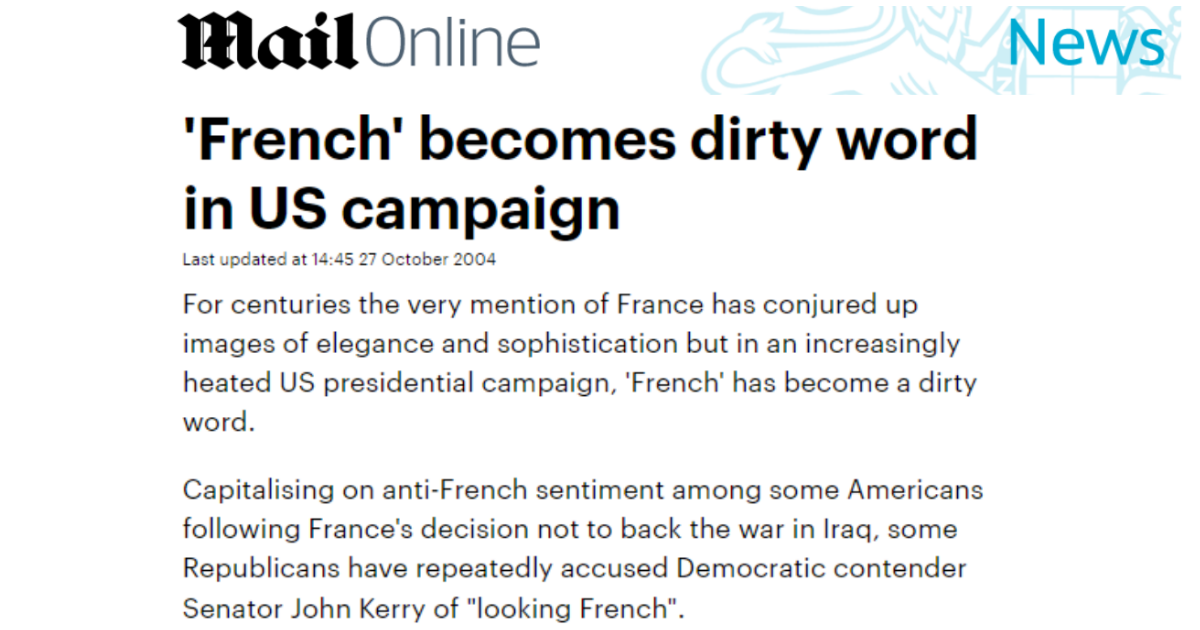 Mail Online
News
'French' becomes dirty word
in US campaign
Last updated at 14:45 27 October 2004
For centuries the very mention of France has conjured up
images of elegance and sophistication but in an increasingly
heated US presidential campaign, 'French' has become a dirty
word.
Capitalising on anti-French sentiment among some Americans
following France's decision not to back the war in Iraq, some
Republicans have repeatedly accused Democratic contender
Senator John Kerry of "looking French".